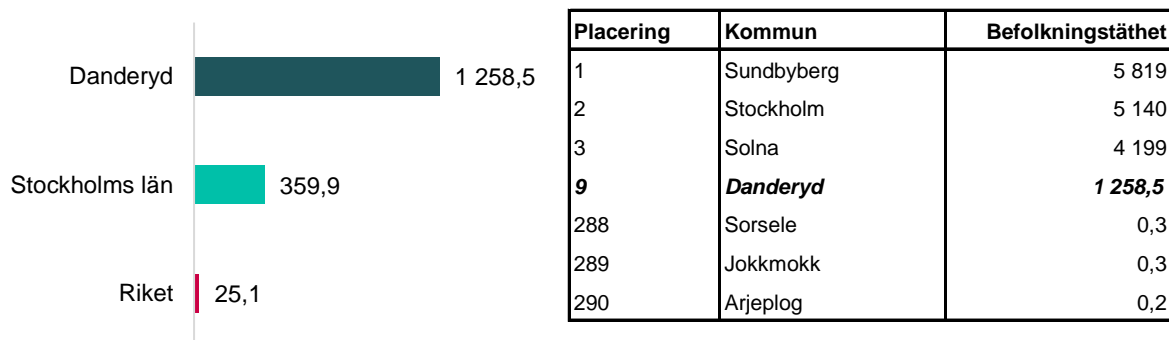 Danderyd 1 258,5
Stockholms län 359,9
Riket 25,1
Placering Kommun Befolkningstäthet
1 Sundbyberg 5 819
2 Stockholm 5 140
3 Solna 4 199
9 Danderyd 1 258,5
288 Sorsele 0,3
289 Jokkmokk 0,3
290 Arjeplog 0,2